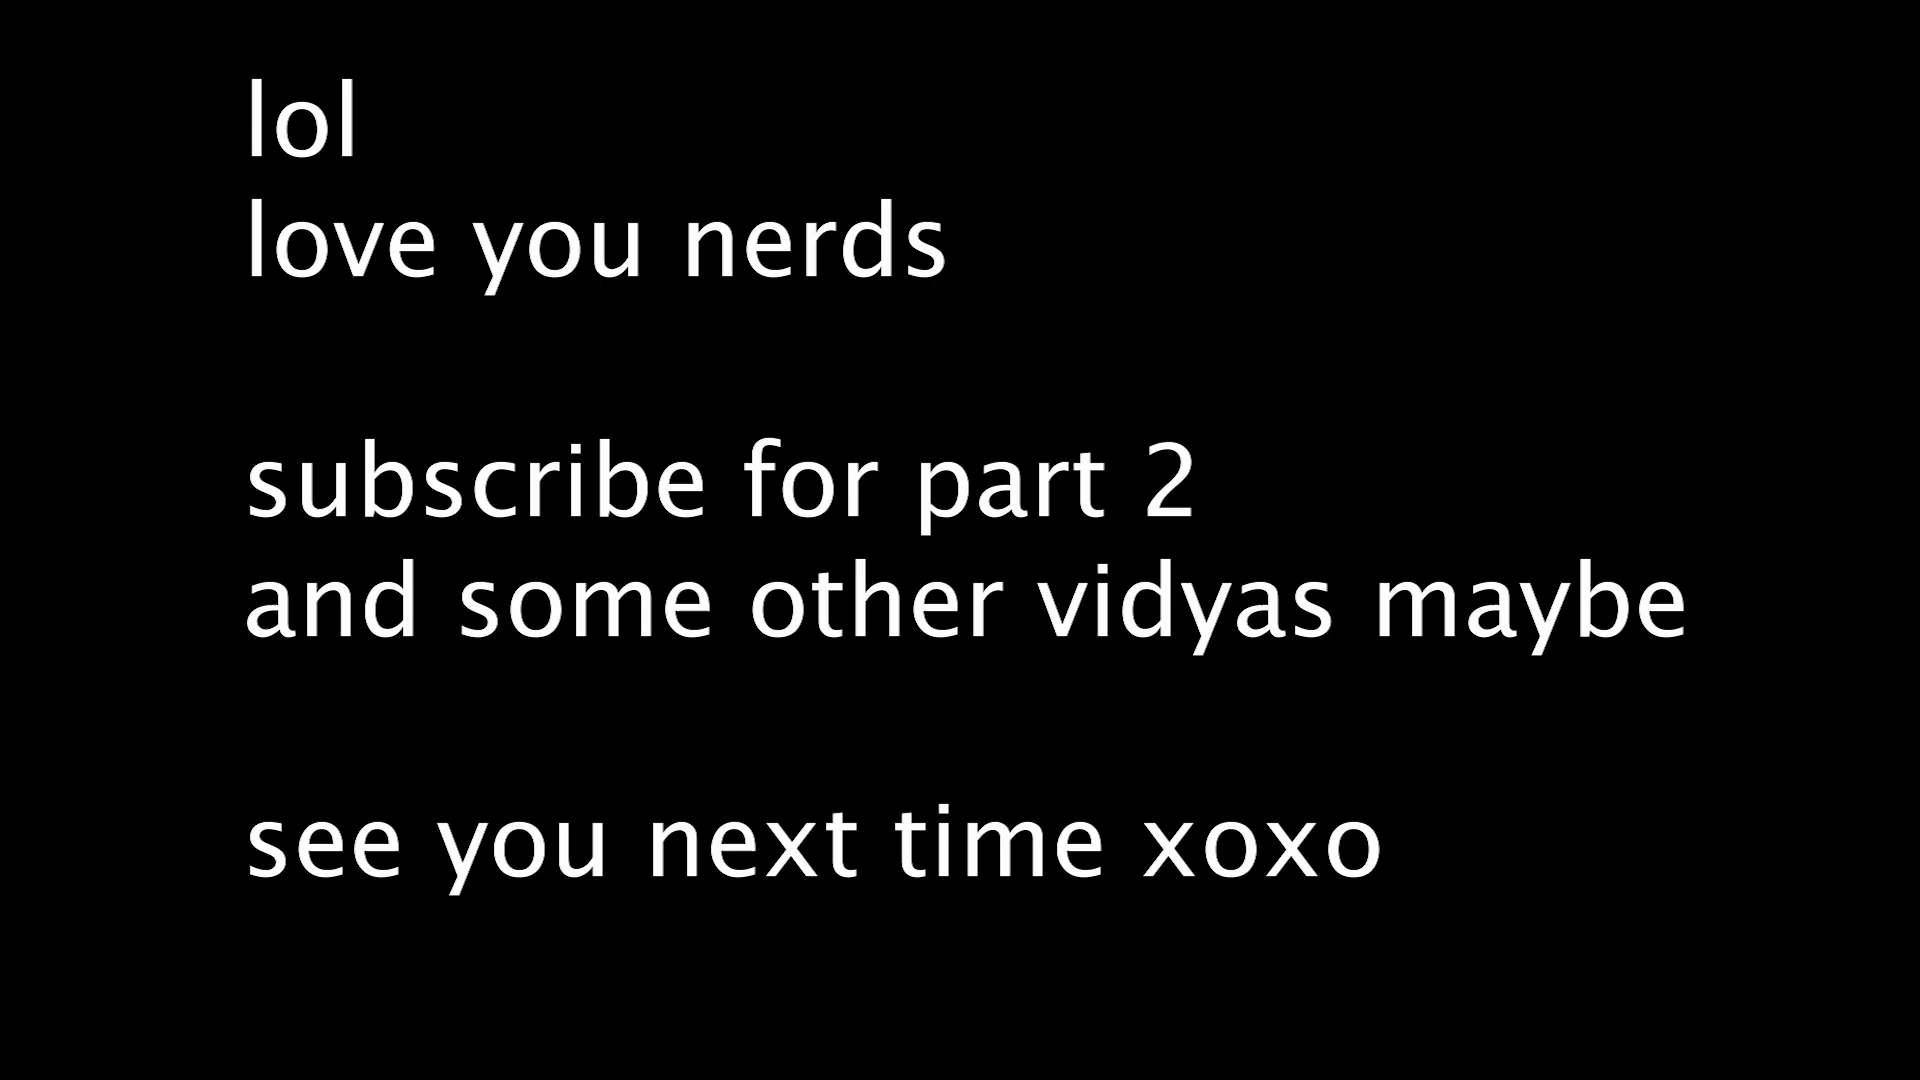 lol
love you nerds
subscribe for part 2
and some other vidyas maybe
see you next time xoxo